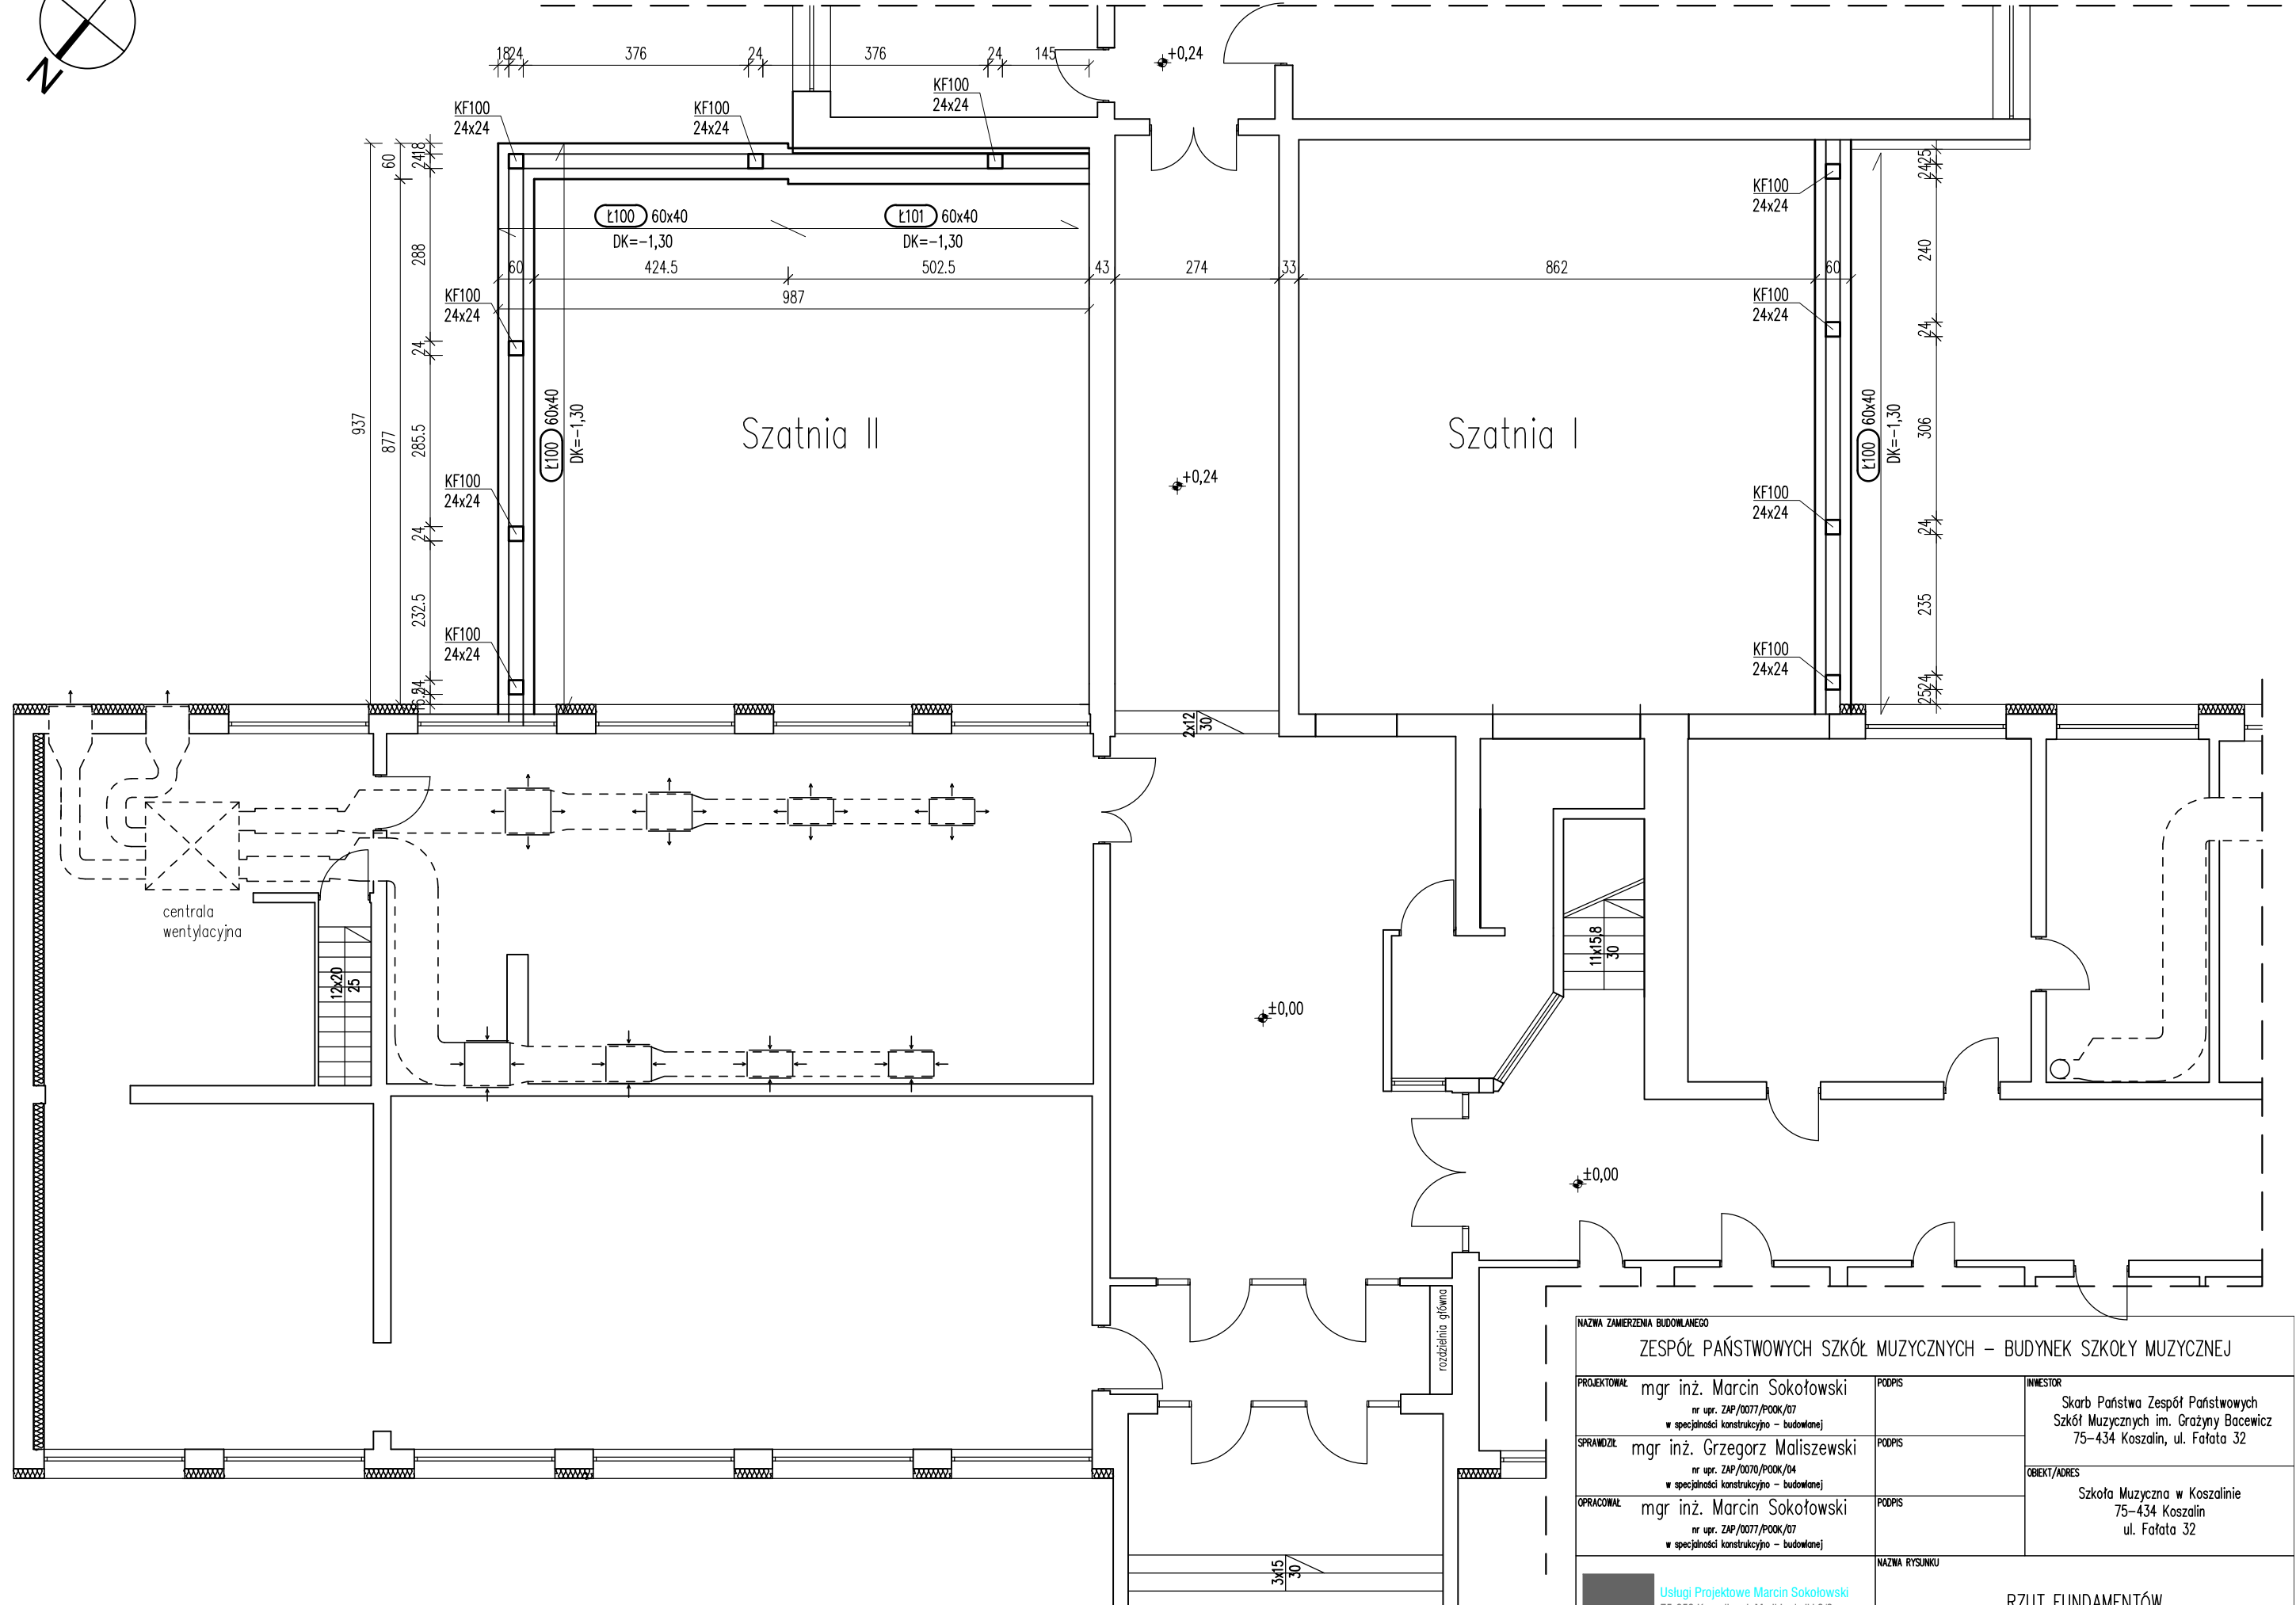 N
18
24
376
24
376
24
145
+0,24
KF100
24x24
KF100
24x24
KF100
24x24
60
18
24
288
24
285.5
24
232.5
24
937
877
Ł100 60x40
DK=-1,30
Ł101 60x40
DK=-1,30
60
424.5
502.5
43
274
33
862
60
987
KF100
24x24
KF100
24x24
KF100
24x24
Ł100 60x40
DK=-1,30
Szatnia II
+0,24
Szatnia I
KF100
24x24
KF100
24x24
KF100
24x24
KF100
24x24
Ł100 60x40
DK=-1,30
25
24
240
24
306
24
235
24
25
2x12
30
centrala
wentylacyjna
12x20
25
11x15,8
30
±0,00
±0,00
rozdzielnia główna
3x15
30
NAZWA ZAMIERZENIA BUDOWLANEGO
ZESPÓŁ PAŃSTWOWYCH SZKÓŁ MUZYCZNYCH – BUDYNEK SZKOŁY MUZYCZNEJ
PROJEKTOWAŁ
mgr inż. Marcin Sokołowski
nr upr. ZAP/0077/POOK/07
w specjalności konstrukcyjno – budowlanej
PODPIS
INWESTOR
Skarb Państwa Zespół Państwowych
Szkół Muzycznych im. Grażyny Bacewicz
75-434 Koszalin, ul. Fałata 32
SPRAWDZIŁ
mgr inż. Grzegorz Maliszewski
nr upr. ZAP/0070/POOK/04
w specjalności konstrukcyjno – budowlanej
PODPIS
OBIEKT/ADRES
Szkoła Muzyczna w Koszalinie
75-434 Koszalin
ul. Fałata 32
OPRACOWAŁ
mgr inż. Marcin Sokołowski
nr upr. ZAP/0077/POOK/07
w specjalności konstrukcyjno – budowlanej
PODPIS
NAZWA RYSUNKU
Usługi Projektowe Marcin Sokołowski
RZUT FUNDAMENTÓW